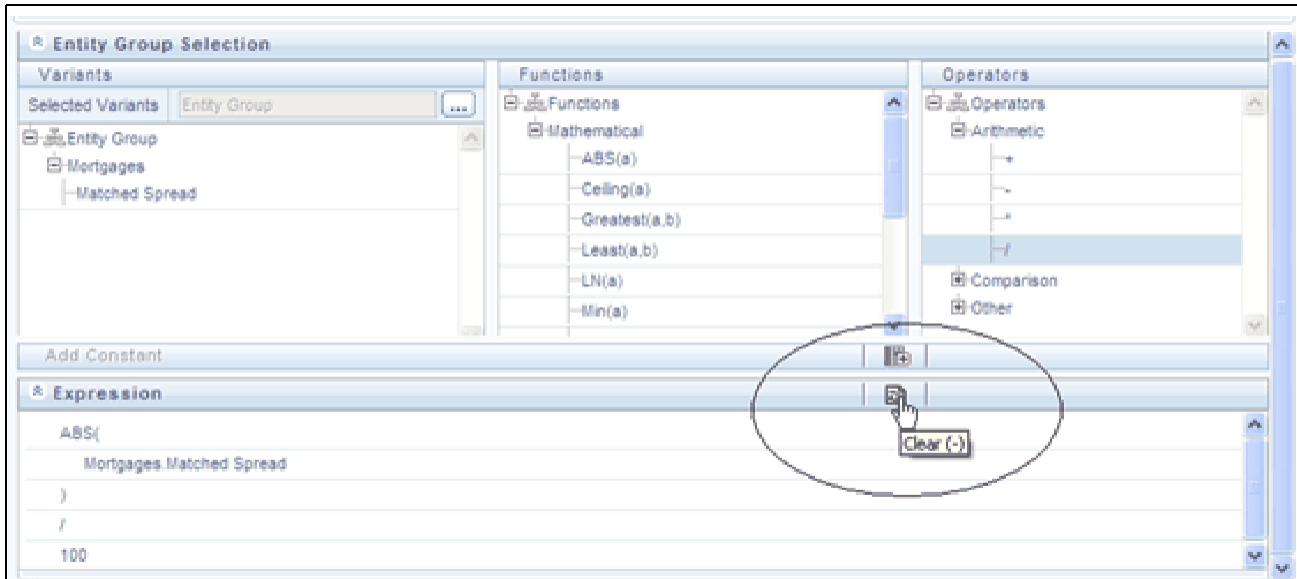 Entity Group Selection
Variants
Selected Variants Entity Group ...
Entity Group
Mortgages
Matched Spread
Functions
Functions
Mathematical
ABS(a)
Ceiling(a)
Greatest(a,b)
Least(a,b)
LN(a)
Min(a)
Operators
Operators
Arithmetic
+
-
*
/
Comparison
Other
Add Constant
Expression
Clear (-)
ABS(
Mortgages.Matched Spread
)
/
100